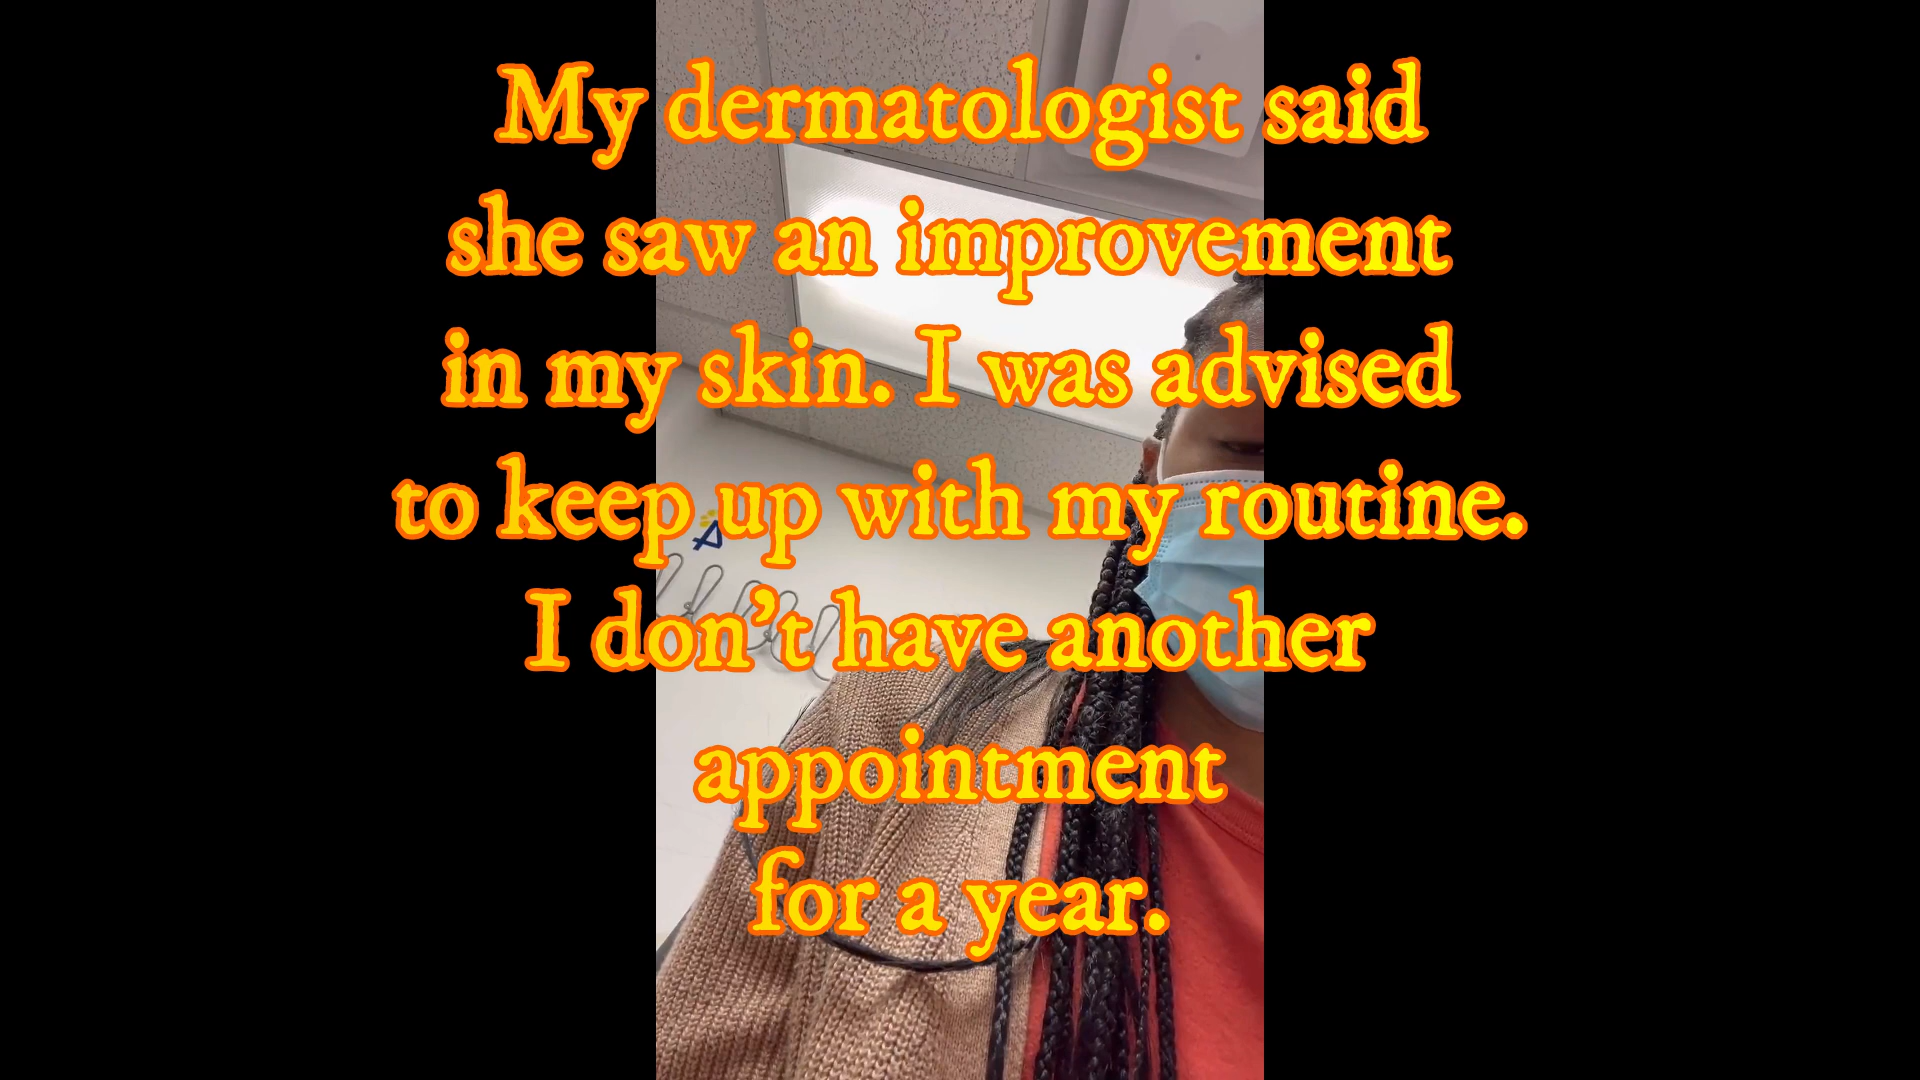 My dermatologist said
she saw an improvement
in my skin. I was advised
to keep up with my routine.
I don't have another
appointment
for a year.